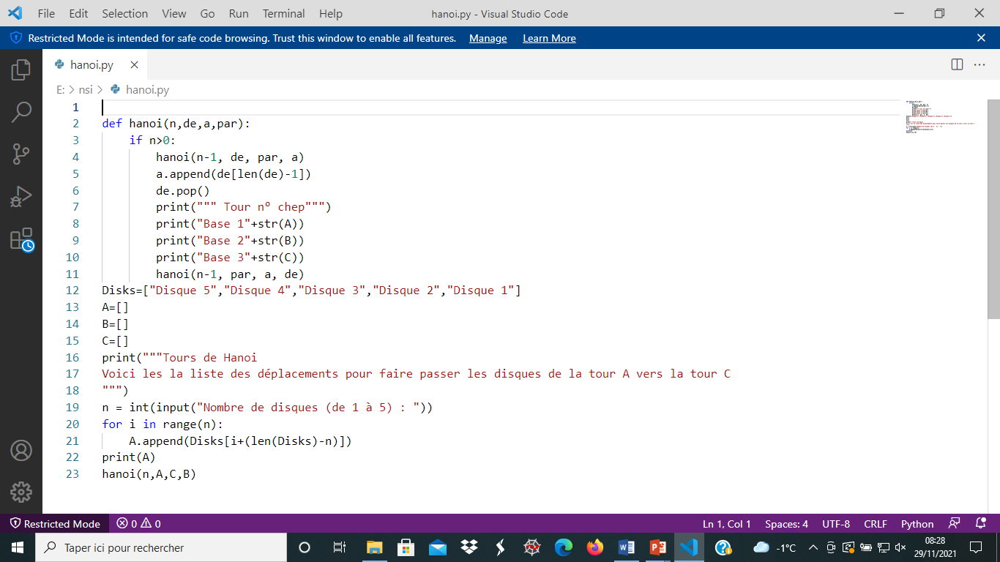 File Edit Selection View Go Run Terminal Help hanoi.py - Visual Studio Code
Restricted Mode is intended for safe code browsing. Trust this window to enable all features. Manage Learn More
hanoi.py
E: > nsi > hanoi.py
1
2 def hanoi(n,de,a,par):
3 if n>0:
4 hanoi(n-1, de, par, a)
5 a.append(de[len(de)-1])
6 de.pop()
7 print(""" Tour n° chep""")
8 print("Base 1"+str(A))
9 print("Base 2"+str(B))
10 print("Base 3"+str(C))
11 hanoi(n-1, par, a, de)
12 Disks=["Disque 5","Disque 4","Disque 3","Disque 2","Disque 1"]
13 A=[]
14 B=[]
15 C=[]
16 print("""Tours de Hanoi
17 Voici les la liste des déplacements pour faire passer les disques de la tour A vers la tour C
18 """)
19 n = int(input("Nombre de disques (de 1 à 5) : "))
20 for i in range(n):
21 A.append(Disks[i+(len(Disks)-n)])
22 print(A)
23 hanoi(n,A,C,B)
Restricted Mode 0 0 Ln 1, Col 1 Spaces: 4 UTF-8 CRLF Python
Taper ici pour rechercher -1°C 08:28
29/11/2021